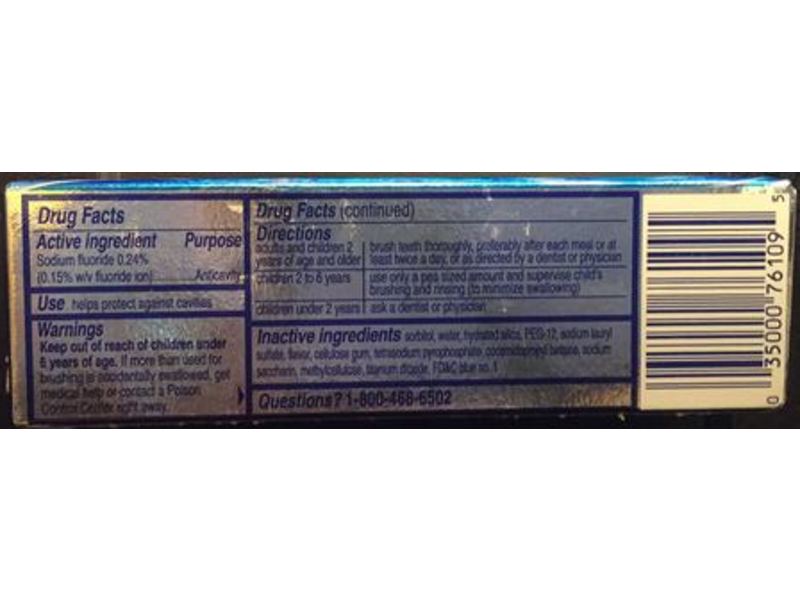 Drug Facts
Active ingredient Purpose
Sodium fluoride 0.24%
(0.15% w/v fluoride ion) Anticavity
Use helps protect against cavities
Warnings
Keep out of reach of children under
6 years of age. If more than used for
brushing is accidentally swallowed, get
medical help or contact a Poison
Control Center right away.
Drug Facts (continued)
Directions
adults and children 2 brush teeth thoroughly, preferably after each meal or at
years of age and older least twice a day, or as directed by a dentist or physician
children 2 to 6 years use only a pea sized amount and supervise child's
brushing and rinsing (to minimize swallowing)
children under 2 years ask a dentist or physician
Inactive ingredients sorbitol, water, hydrated silica, PEG-12, sodium lauryl
sulfate, flavor, cellulose gum, tetrasodium pyrophosphate, cocamidopropyl betaine, sodium
saccharin, methylcellulose, titanium dioxide, FD&C blue no. 1
Questions? 1-800-468-6502
0 35000 76109 5